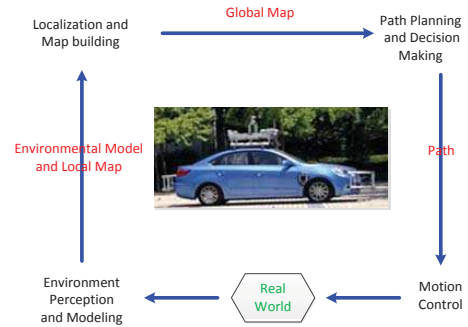 Localization and
Map building
Global Map
Path Planning
and Decision
Making
Environmental Model
and Local Map
Path
Environment
Perception
and Modeling
Real
World
Motion
Control